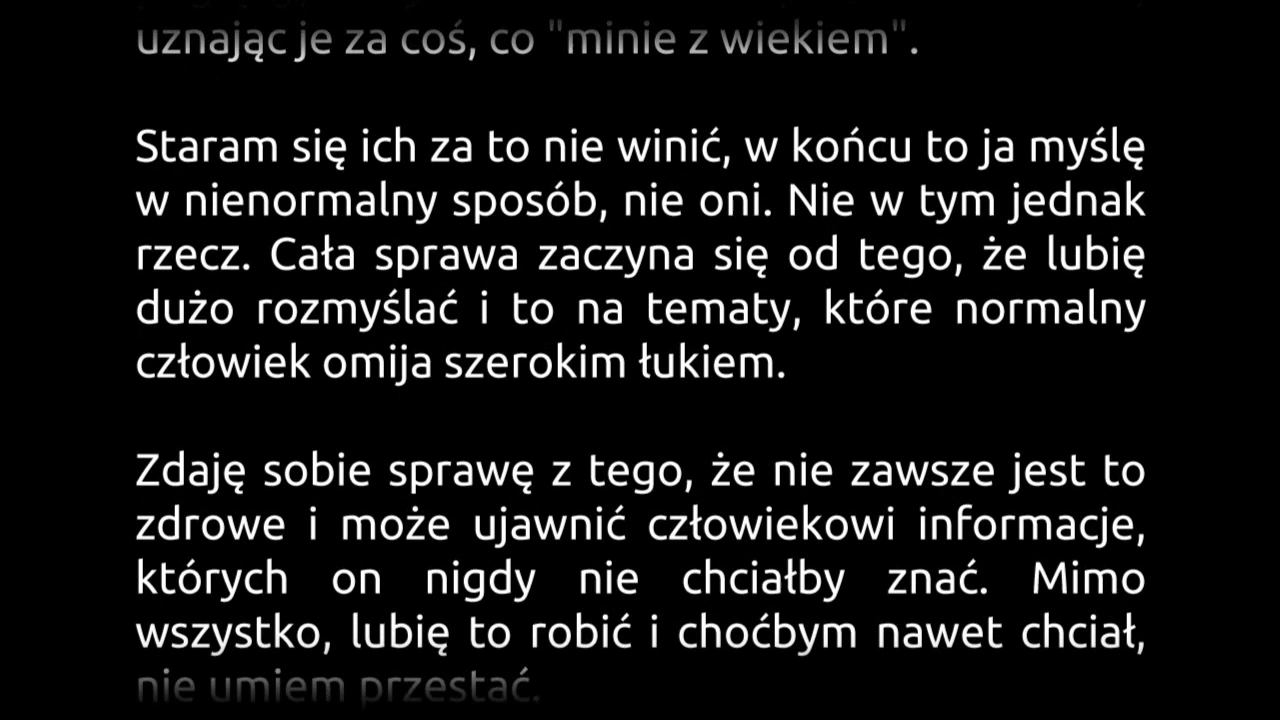 uznając je za coś, co "minie z wiekiem".
Staram się ich za to nie winić, w końcu to ja myślę
w nienormalny sposób, nie oni. Nie w tym jednak
rzecz. Cała sprawa zaczyna się od tego, że lubię
dużo rozmyślać i to na tematy, które normalny
człowiek omija szerokim łukiem.
Zdaję sobie sprawę z tego, że nie zawsze jest to
zdrowe i może ujawnić człowiekowi informacje,
których on nigdy nie chciałby znać. Mimo
wszystko, lubię to robić i choćbym nawet chciał,
nie umiem przestać.